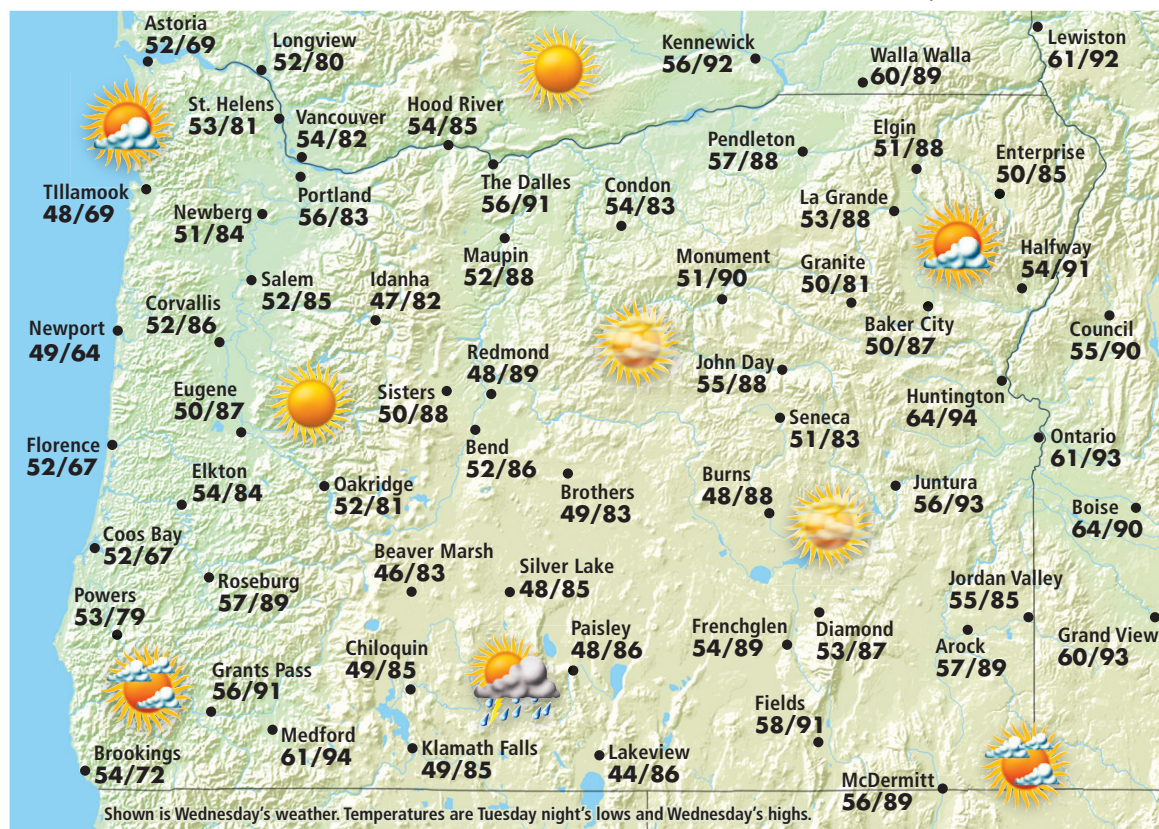 Astoria
52/69
Longview
52/80
Kennewick
56/92
Walla Walla
60/89
Lewiston
61/92
St. Helens
53/81
Vancouver
54/82
Hood River
54/85
Pendleton
57/88
Elgin
51/88
Enterprise
50/85
TIllamook
48/69
Newberg
51/84
Portland
56/83
The Dalles
56/91
Condon
54/83
La Grande
53/88
Maupin
52/88
Monument
51/90
Granite
50/81
Halfway
54/91
Salem
52/85
Idanha
47/82
Corvallis
52/86
Newport
49/64
Baker City
50/87
Council
55/90
Redmond
48/89
John Day
55/88
Eugene
50/87
Sisters
50/88
Huntington
64/94
Seneca
51/83
Florence
52/67
Bend
52/86
Ontario
61/93
Elkton
54/84
Oakridge
52/81
Brothers
49/83
Burns
48/88
Juntura
56/93
Boise
64/90
Coos Bay
52/67
Beaver Marsh
46/83
Silver Lake
48/85
Roseburg
57/89
Jordan Valley
55/85
Powers
53/79
Paisley
48/86
Frenchglen
54/89
Diamond
53/87
Arock
57/89
Grand View
60/93
Chiloquin
49/85
Grants Pass
56/91
Fields
58/91
Medford
61/94
Klamath Falls
49/85
Lakeview
44/86
Brookings
54/72
McDermitt
56/89
Shown is Wednesday's weather. Temperatures are Tuesday night's lows and Wednesday's highs.